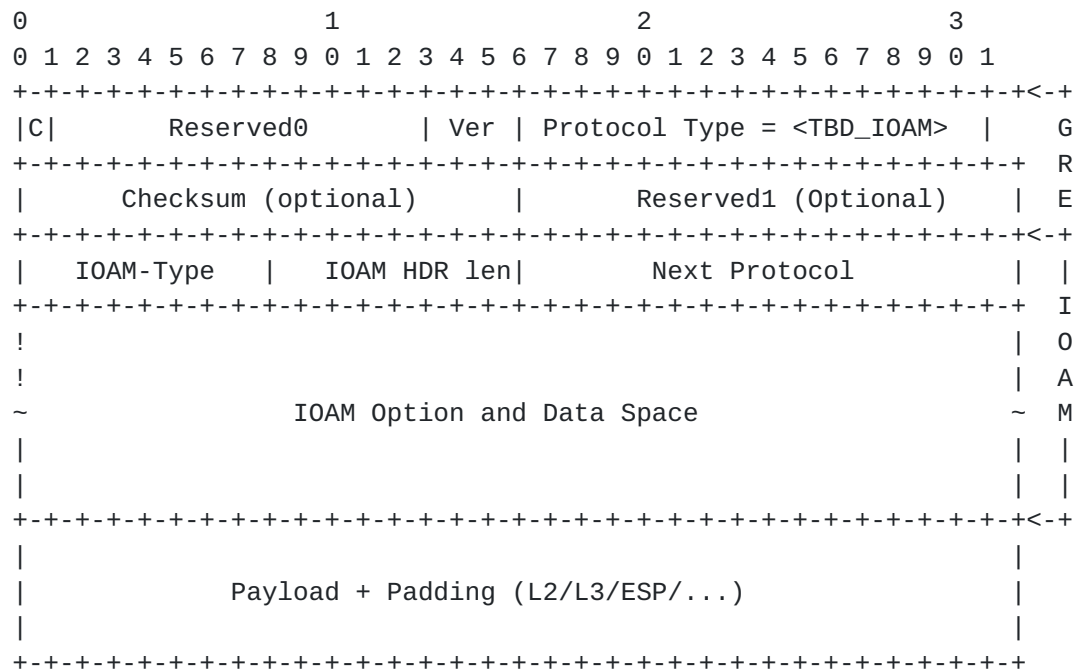 0                   1                   2                   3
0 1 2 3 4 5 6 7 8 9 0 1 2 3 4 5 6 7 8 9 0 1 2 3 4 5 6 7 8 9 0 1
+-+-+-+-+-+-+-+-+-+-+-+-+-+-+-+-+-+-+-+-+-+-+-+-+-+-+-+-+-+-+-+-+<-+
|C|       Reserved0       | Ver | Protocol Type = <TBD_IOAM>  |    G
+-+-+-+-+-+-+-+-+-+-+-+-+-+-+-+-+-+-+-+-+-+-+-+-+-+-+-+-+-+-+-+-+  R
|      Checksum (optional)      |       Reserved1 (Optional)    |  E
+-+-+-+-+-+-+-+-+-+-+-+-+-+-+-+-+-+-+-+-+-+-+-+-+-+-+-+-+-+-+-+-+<-+
|   IOAM-Type   |   IOAM HDR len|        Next Protocol          |  |
+-+-+-+-+-+-+-+-+-+-+-+-+-+-+-+-+-+-+-+-+-+-+-+-+-+-+-+-+-+-+-+-+  I
!                                                               |  O
!                                                               |  A
~                 IOAM Option and Data Space                    ~  M
|                                                               |  |
|                                                               |  |
+-+-+-+-+-+-+-+-+-+-+-+-+-+-+-+-+-+-+-+-+-+-+-+-+-+-+-+-+-+-+-+-+<-+
|                                                               |
|             Payload + Padding (L2/L3/ESP/...)                 |
|                                                               |
+-+-+-+-+-+-+-+-+-+-+-+-+-+-+-+-+-+-+-+-+-+-+-+-+-+-+-+-+-+-+-+-+